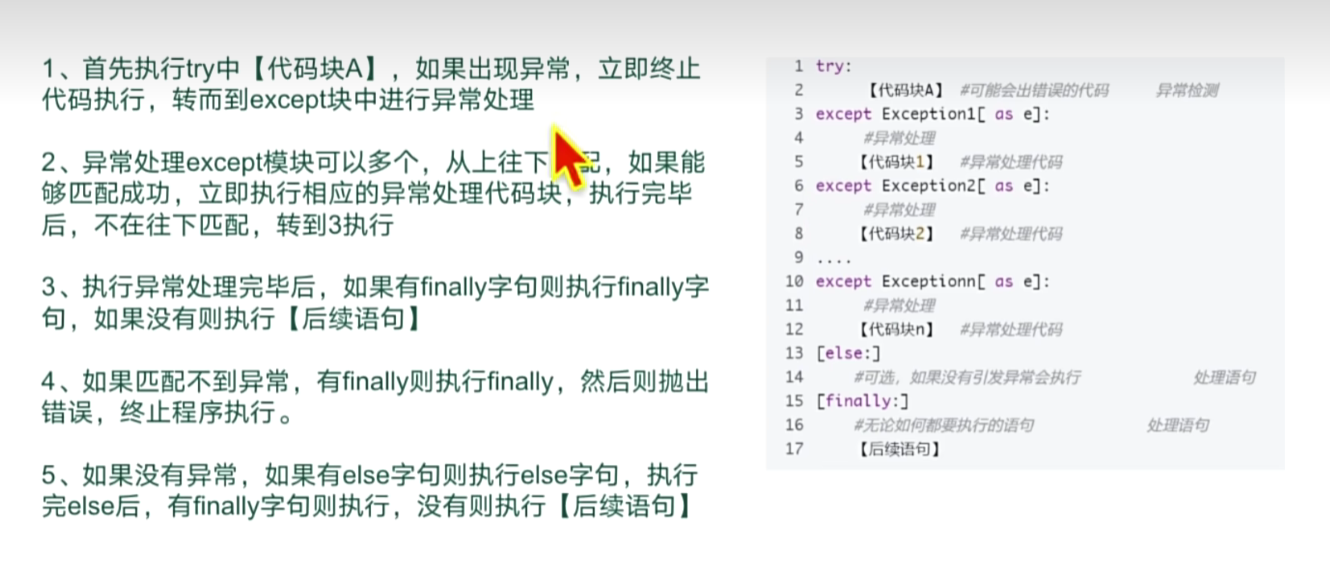 1、首先执行try中【代码块A】，如果出现异常，立即终止
代码执行，转而到except块中进行异常处理
2、异常处理except模块可以多个，从上往下配，如果能
够匹配成功，立即执行相应的异常处理代码块，执行完毕
后，不在往下匹配，转到3执行
3、执行异常处理完毕后，如果有finally字句则执行finally字
句，如果没有则执行【后续语句】
4、如果匹配不到异常，有finally则执行finally，然后则抛出
错误，终止程序执行。
5、如果没有异常，如果有else字句则执行else字句，执行
完else后，有finally字句则执行，没有则执行【后续语句】
1 try:
2 【代码块A】 #可能会出错误的代码 异常检测
3 except Exception1[ as e]:
4 #异常处理
5 【代码块1】 #异常处理代码
6 except Exception2[ as e]:
7 #异常处理
8 【代码块2】 #异常处理代码
9 ....
10 except Exceptionn[ as e]:
11 #异常处理
12 【代码块n】 #异常处理代码
13 [else:]
14 #可选，如果没有引发异常会执行 处理语句
15 [finally:]
16 #无论如何都要执行的语句 处理语句
17 【后续语句】